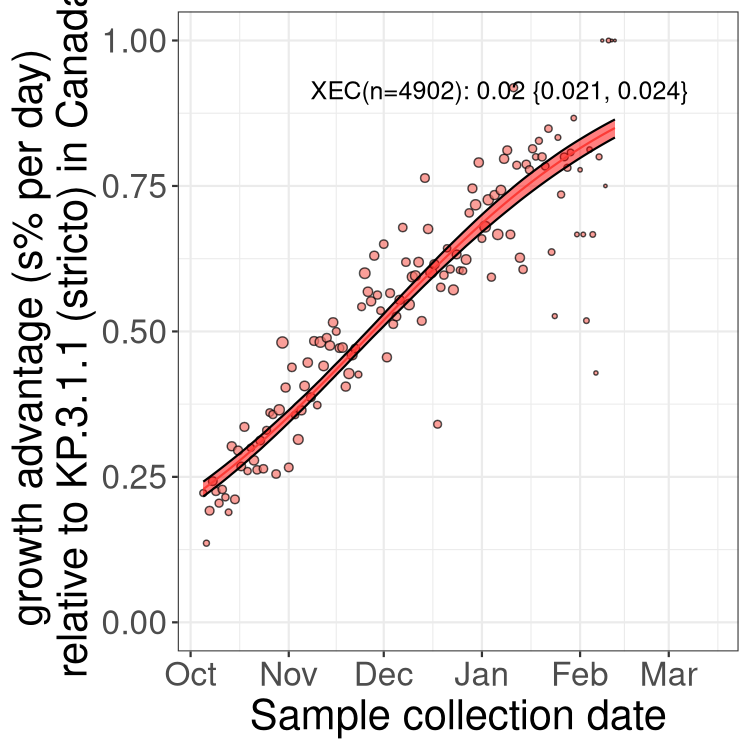 growth advantage (s% per day)
relative to KP.3.1.1 (stricto) in Canada
1.00
0.75
0.50
0.25
0.00
XEC(n=4902): 0.02 {0.021, 0.024}
Oct Nov Dec Jan Feb Mar
Sample collection date